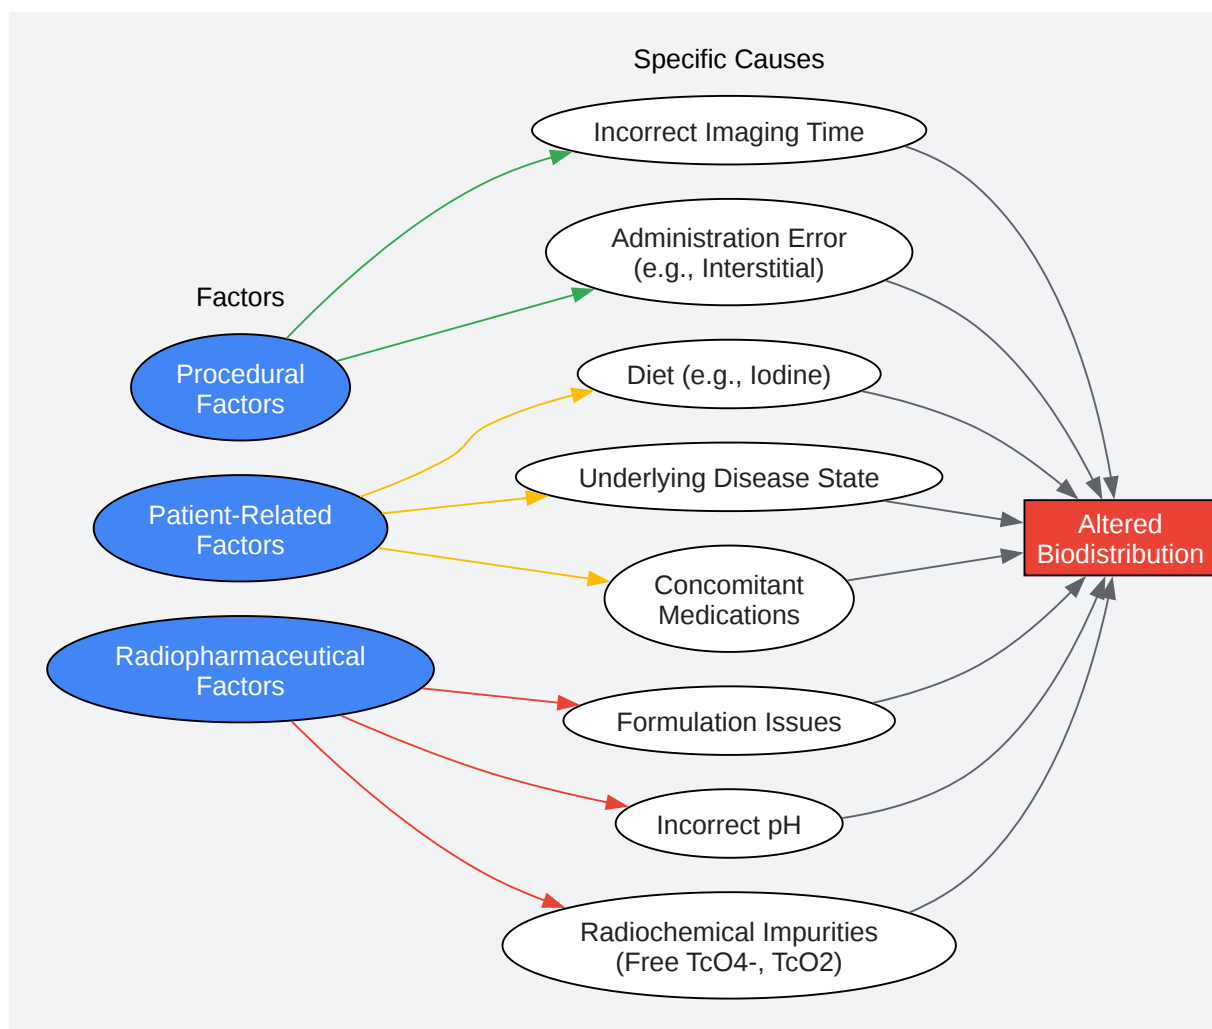 Specific Causes
Incorrect Imaging Time
Administration Error
(e.g., Interstitial)
Factors
Procedural
Factors
Diet (e.g., Iodine)
Underlying Disease State
Patient-Related
Factors
Altered
Biodistribution
Concomitant
Medications
Radiopharmaceutical
Factors
Formulation Issues
Incorrect pH
Radiochemical Impurities
(Free TcO4-, TcO2)